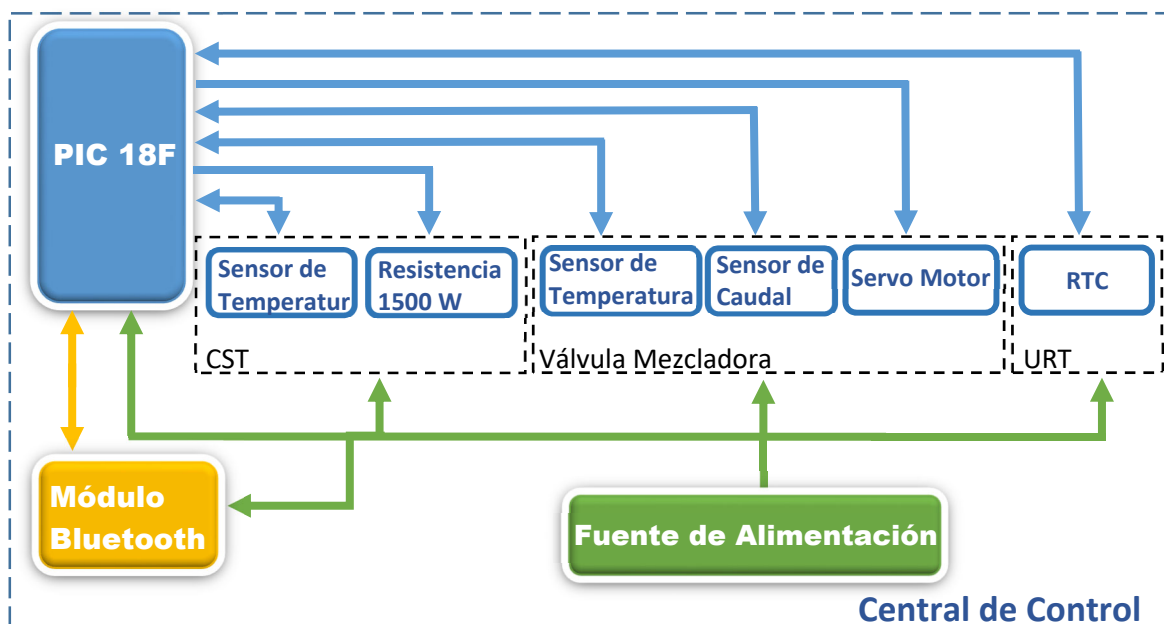 PIC 18F
Sensor de
Temperatur
Resistencia
1500 W
Sensor de
Temperatura
Sensor de
Caudal
Servo Motor
RTC
CST
Válvula Mezcladora
URT
Módulo
Bluetooth
Fuente de Alimentación
Central de Control